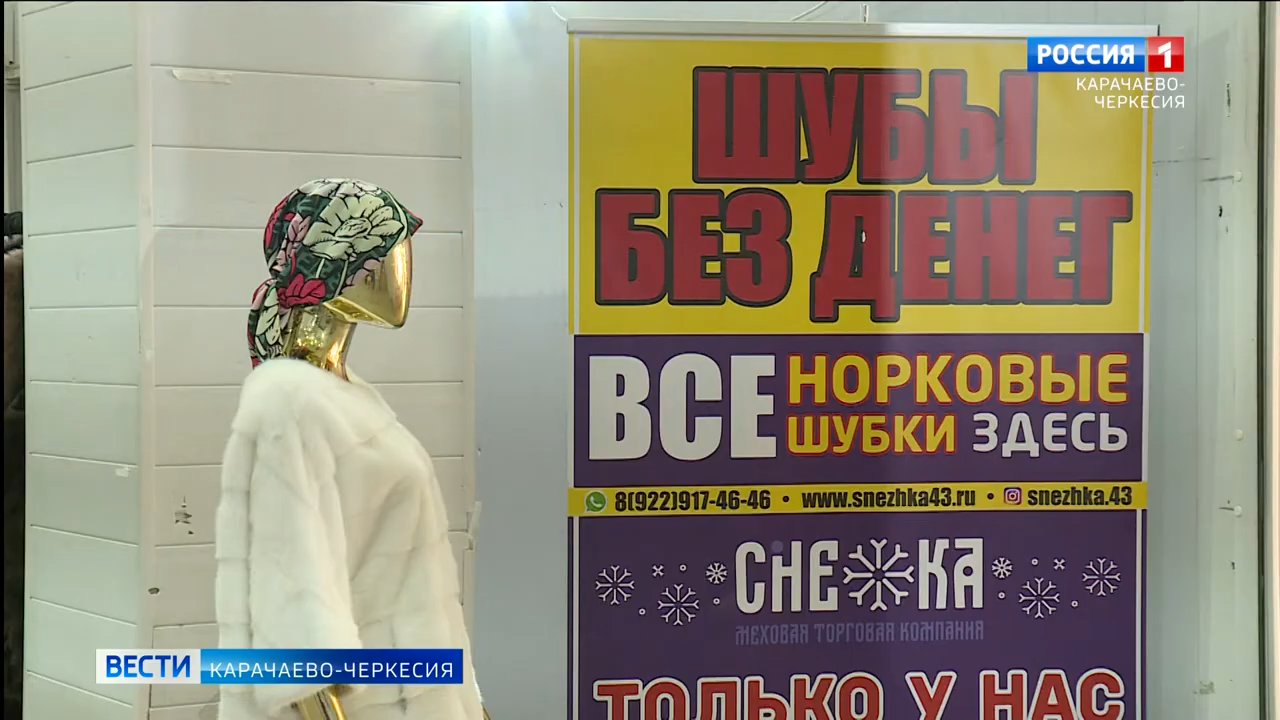 РОССИЯ 1
КАРАЧАЕВО-
ЧЕРКЕСИЯ
ШУБЫ
БЕЗ ДЕНЕГ
ВСЕ НОРКОВЫЕ
ШУБКИ ЗДЕСЬ
8(922)917-46-46 • www.snezhka43.ru • snezhka.43
СНЕЖКА
МЕХОВАЯ ТОРГОВАЯ КОМПАНИЯ
ТОЛЬКО У НАС
ВЕСТИ КАРАЧАЕВО-ЧЕРКЕСИЯ